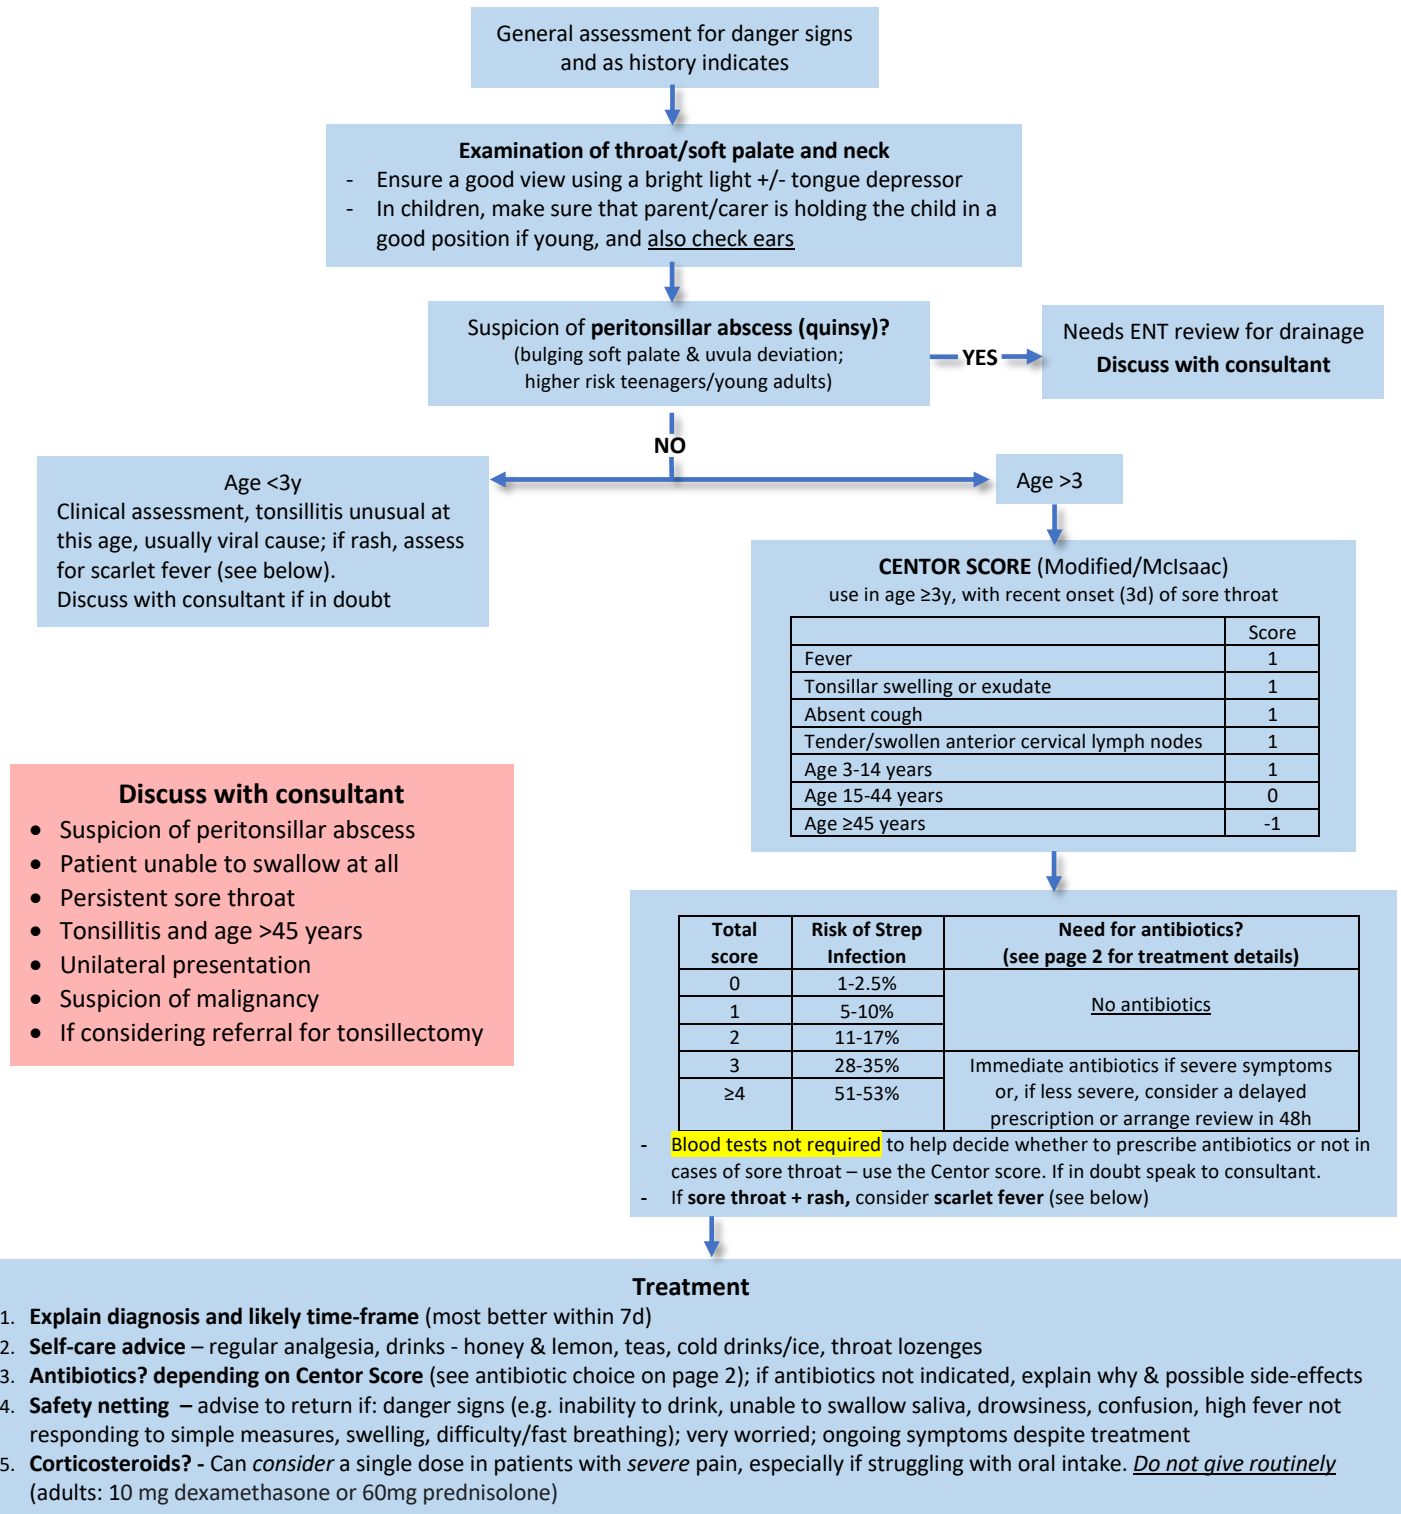 General assessment for danger signs
and as history indicates
Examination of throat/soft palate and neck
- Ensure a good view using a bright light +/- tongue depressor
- In children, make sure that parent/carer is holding the child in a
good position if young, and also check ears
Suspicion of peritonsillar abscess (quinsy)?
(bulging soft palate & uvula deviation;
higher risk teenagers/young adults)
YES
Needs ENT review for drainage
Discuss with consultant
NO
Age <3y
Clinical assessment, tonsillitis unusual at
this age, usually viral cause; if rash, assess
for scarlet fever (see below).
Discuss with consultant if in doubt
Age >3
CENTOR SCORE (Modified/McIsaac)
use in age ≥3y, with recent onset (3d) of sore throat
Score
Fever 1
Tonsillar swelling or exudate 1
Absent cough 1
Tender/swollen anterior cervical lymph nodes 1
Age 3-14 years 1
Age 15-44 years 0
Age ≥45 years -1
Discuss with consultant
• Suspicion of peritonsillar abscess
• Patient unable to swallow at all
• Persistent sore throat
• Tonsillitis and age >45 years
• Unilateral presentation
• Suspicion of malignancy
• If considering referral for tonsillectomy
Total score Risk of Strep Infection Need for antibiotics?
(see page 2 for treatment details)
0 1-2.5%
1 5-10%
2 11-17%
No antibiotics
3 28-35%
≥4 51-53%
Immediate antibiotics if severe symptoms
or, if less severe, consider a delayed
prescription or arrange review in 48h
- Blood tests not required to help decide whether to prescribe antibiotics or not in
cases of sore throat – use the Centor score. If in doubt speak to consultant.
- If sore throat + rash, consider scarlet fever (see below)
Treatment
1. Explain diagnosis and likely time-frame (most better within 7d)
2. Self-care advice – regular analgesia, drinks - honey & lemon, teas, cold drinks/ice, throat lozenges
3. Antibiotics? depending on Centor Score (see antibiotic choice on page 2); if antibiotics not indicated, explain why & possible side-effects
4. Safety netting – advise to return if: danger signs (e.g. inability to drink, unable to swallow saliva, drowsiness, confusion, high fever not
responding to simple measures, swelling, difficulty/fast breathing); very worried; ongoing symptoms despite treatment
5. Corticosteroids? - Can consider a single dose in patients with severe pain, especially if struggling with oral intake. Do not give routinely
(adults: 10 mg dexamethasone or 60mg prednisolone)